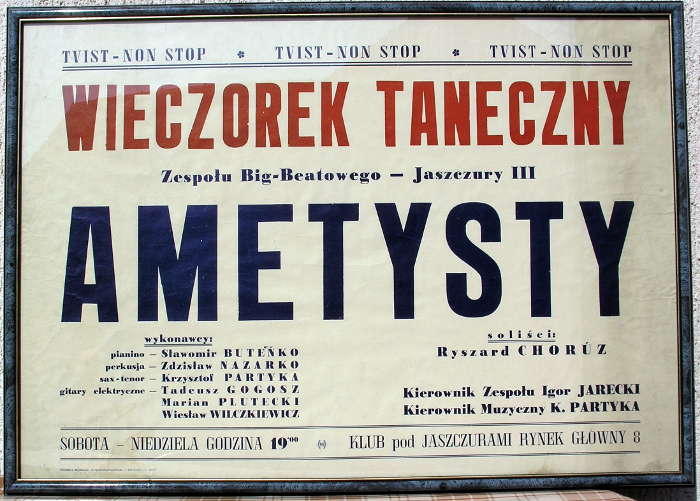 TVIST - NON STOP * TVIST - NON STOP * TVIST - NON STOP
WIECZOREK TANECZNY
Zespołu Big-Beatowego — Jaszczury III
AMETYSTY
wykonawcy:
pianino — Sławomir BUTEŃKO
perkusja — Zdzisław NAZARKO
sax-tenor — Krzysztof PARTYKA
gitary elektryczne — Tadeusz GOGOSZ
Marian PLUTECKI
Wiesław WILCZKIEWICZ
soliści:
Ryszard CHORÚZ
Kierownik Zespołu Igor JARECKI
Kierownik Muzyczny K. PARTYKA
SOBOTA — NIEDZIELA GODZINA 19⁰⁰ KLUB pod JASZCZURAMI RYNEK GŁÓWNY 8